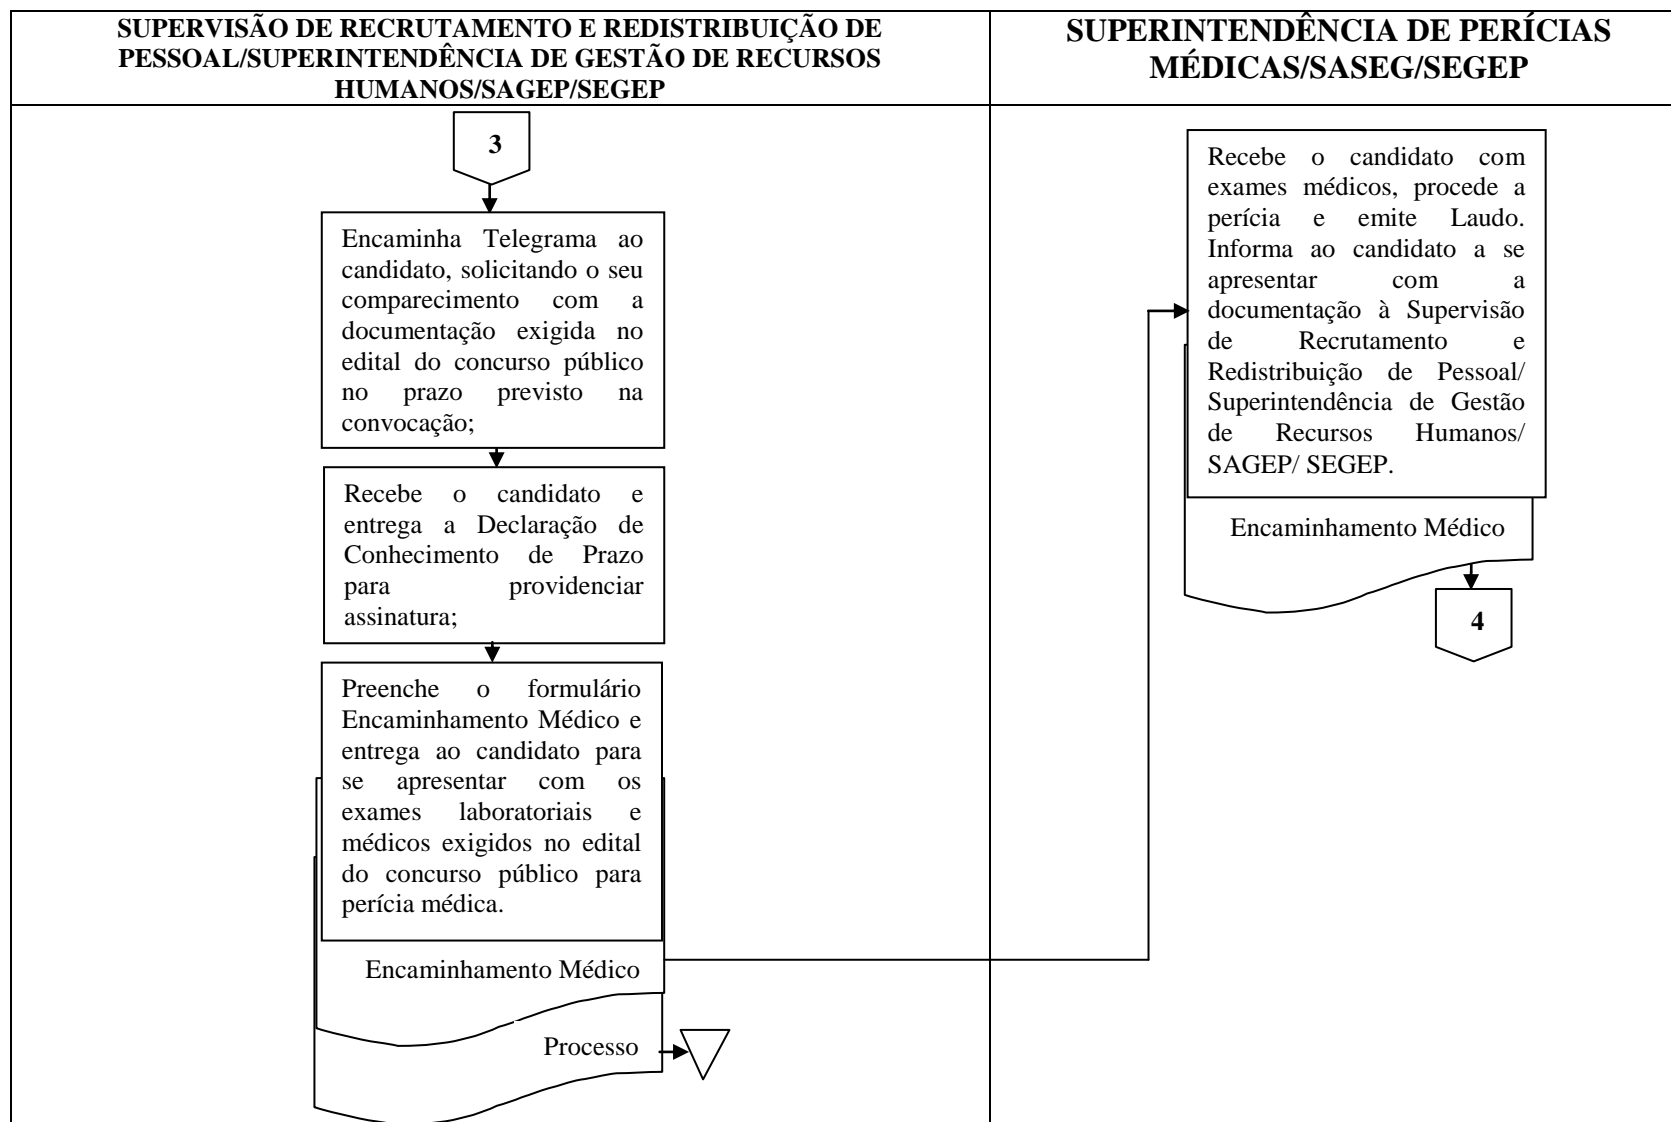 SUPERVISÃO DE RECRUTAMENTO E REDISTRIBUIÇÃO DE
PESSOAL/SUPERINTENDÊNCIA DE GESTÃO DE RECURSOS
HUMANOS/SAGEP/SEGEP
SUPERINTENDÊNCIA DE PERÍCIAS
MÉDICAS/SASEG/SEGEP
3
Encaminha Telegrama ao
candidato, solicitando o seu
comparecimento com a
documentação exigida no
edital do concurso público
no prazo previsto na
convocação;
Recebe o candidato e
entrega a Declaração de
Conhecimento de Prazo
para providenciar
assinatura;
Preenche o formulário
Encaminhamento Médico e
entrega ao candidato para
se apresentar com os
exames laboratoriais e
médicos exigidos no edital
do concurso público para
perícia médica.
Encaminhamento Médico
Processo
Recebe o candidato com
exames médicos, procede a
perícia e emite Laudo.
Informa ao candidato a se
apresentar com a
documentação à Supervisão
de Recrutamento e
Redistribuição de Pessoal/
Superintendência de Gestão
de Recursos Humanos/
SAGEP/ SEGEP.
Encaminhamento Médico
4